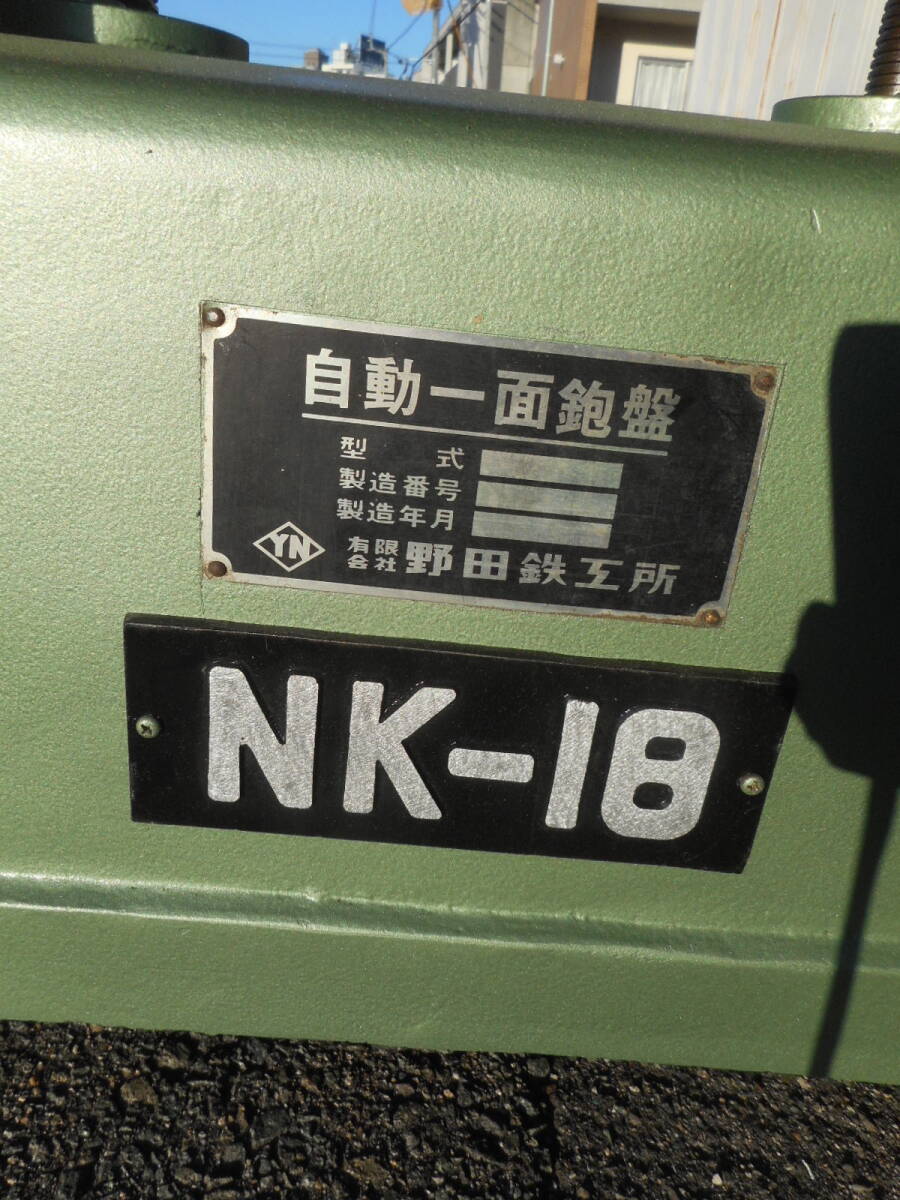 自動一面鉋盤
型式
製造番号
製造年月
YN 有限会社 野田鉄工所
NK-18